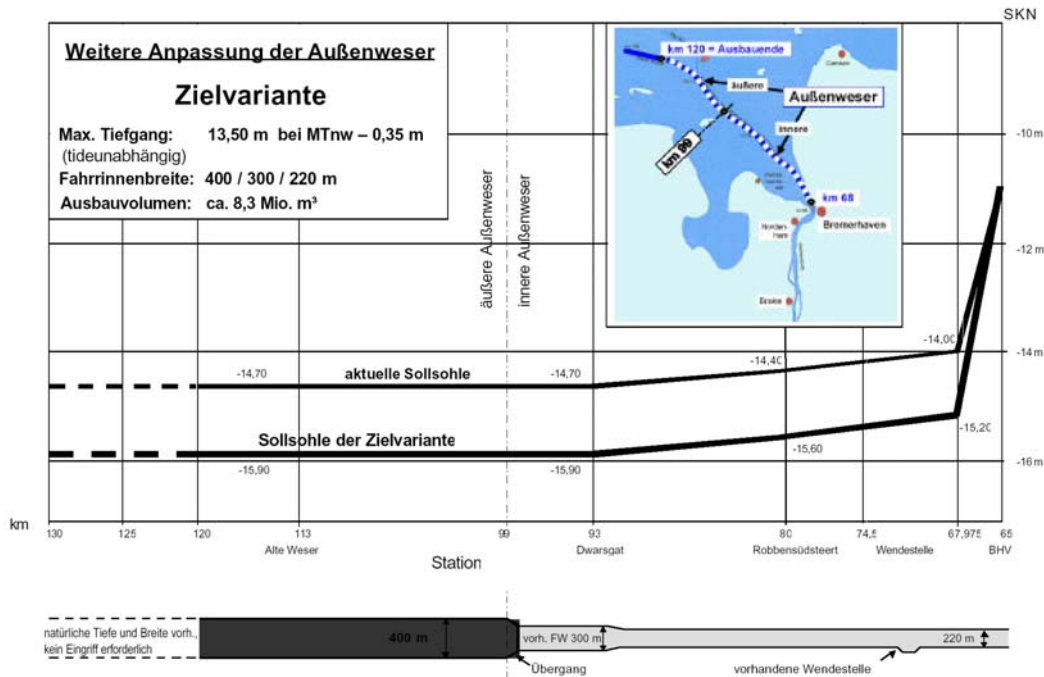 SKN
Weitere Anpassung der Außenweser
Zielvariante
Max. Tiefgang: 13,50 m bei MTnw – 0,35 m
(tideunabhängig)
Fahrrinnenbreite: 400 / 300 / 220 m
Ausbauvolumen: ca. 8,3 Mio. m³
km 120 = Ausbauende
äußere
Außenweser
innere
km 99
km 68
Norden-
ham
Bremerhaven
Brake
äußere Außenweser
innere Außenweser
-10 m
-12 m
-14 m
-16 m
-14,70
aktuelle Sollsohle
-14,70
-14,40
-14,00
Sollsohle der Zielvariante
-15,90
-15,90
-15,60
-15,20
km
130
125
120
113
99
93
80
74,5
67,975
65
Alte Weser
Dwarsgat
Robbensüdsteert
Wendestelle
BHV
Station
natürliche Tiefe und Breite vorh.,
kein Eingriff erforderlich
400 m
vorh. FW 300 m
220 m
Übergang
vorhandene Wendestelle